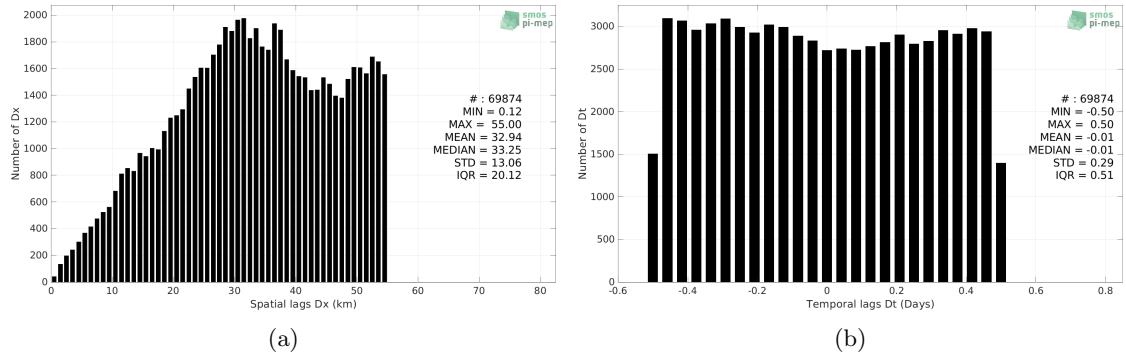 smos
pi-mep
2000
1800
1600
1400
1200
1000
800
600
400
200
0
Number of Dx
# : 69874
MIN = 0.12
MAX = 55.00
MEAN = 32.94
MEDIAN = 33.25
STD = 13.06
IQR = 20.12
0 10 20 30 40 50 60 70 80
Spatial lags Dx (km)
(a)
smos
pi-mep
3000
2500
2000
1500
1000
500
0
Number of Dt
# : 69874
MIN = -0.50
MAX = 0.50
MEAN = -0.01
MEDIAN = -0.01
STD = 0.29
IQR = 0.51
-0.6 -0.4 -0.2 0 0.2 0.4 0.6 0.8
Temporal lags Dt (Days)
(b)